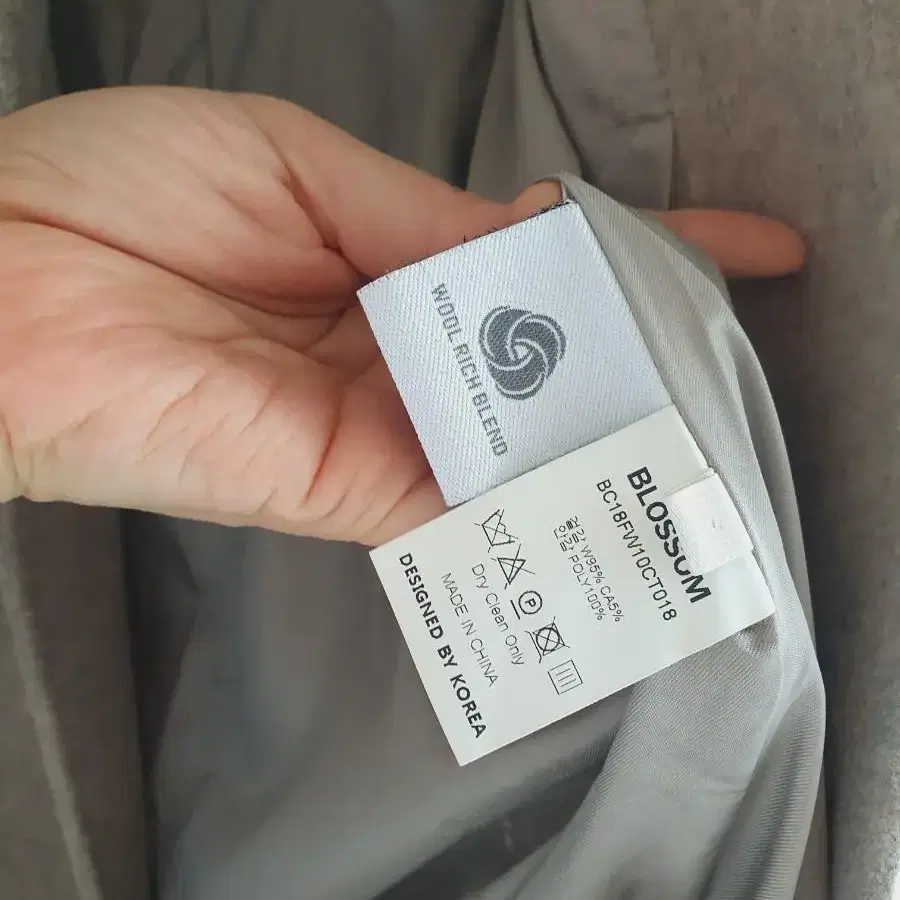 WOOL RICH BLEND
BLOSSOM
BC18FW10CT018
겉감 W95% CA5%
안감 POLY100%
P
Dry Clean Only
MADE IN CHINA
DESIGNED BY KOREA